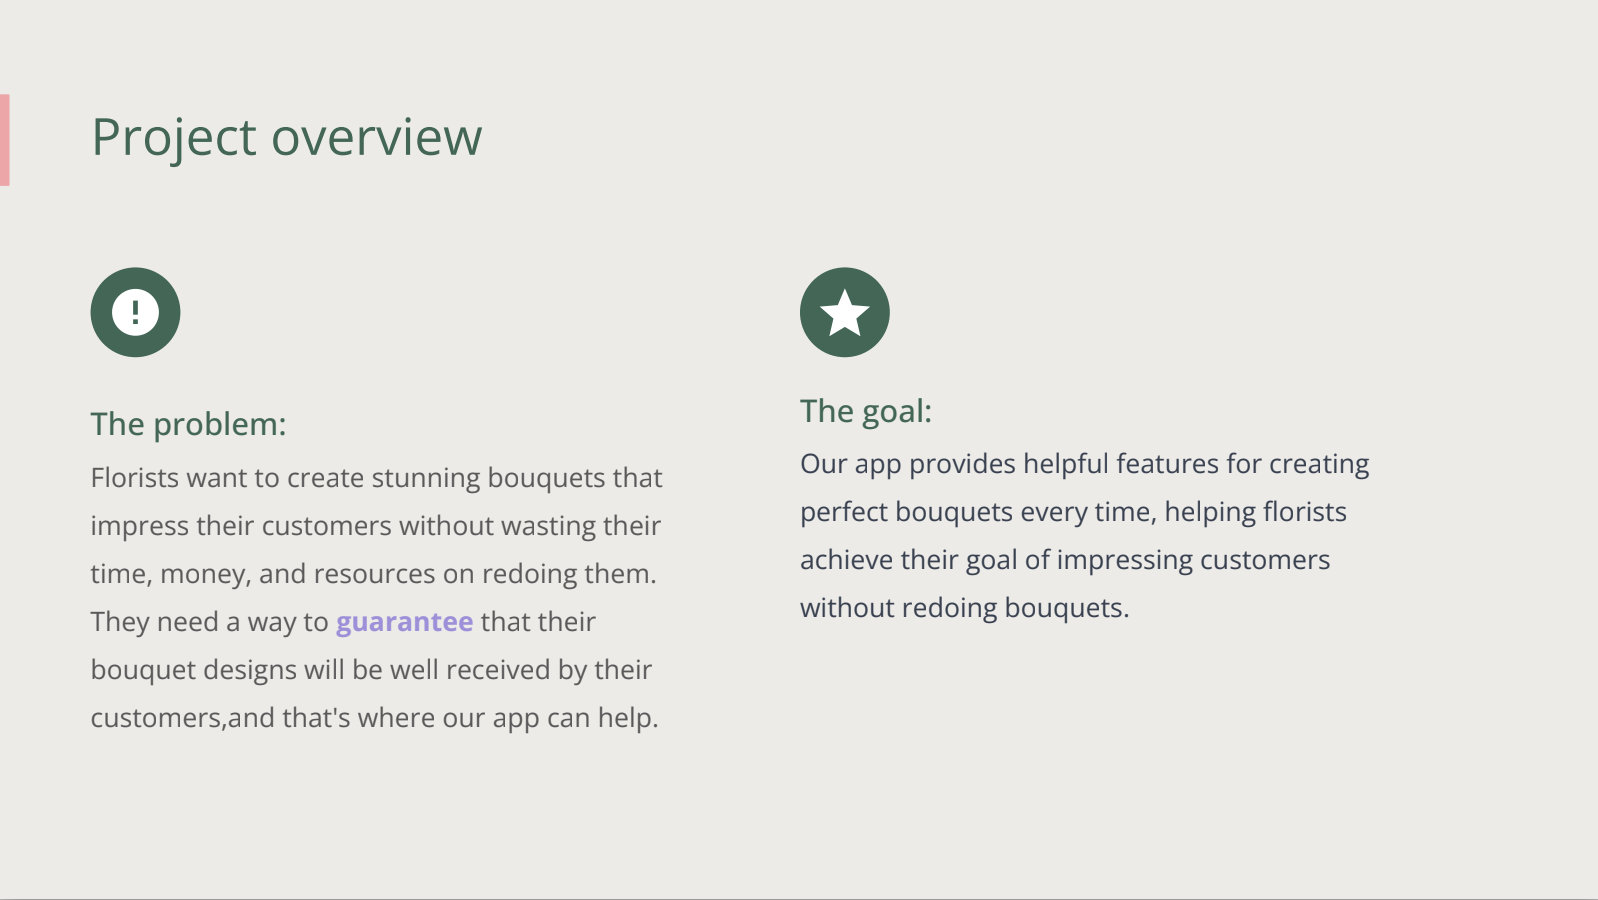 Project overview
The problem:
Florists want to create stunning bouquets that
impress their customers without wasting their
time, money, and resources on redoing them.
They need a way to guarantee that their
bouquet designs will be well received by their
customers,and that's where our app can help.
The goal:
Our app provides helpful features for creating
perfect bouquets every time, helping florists
achieve their goal of impressing customers
without redoing bouquets.